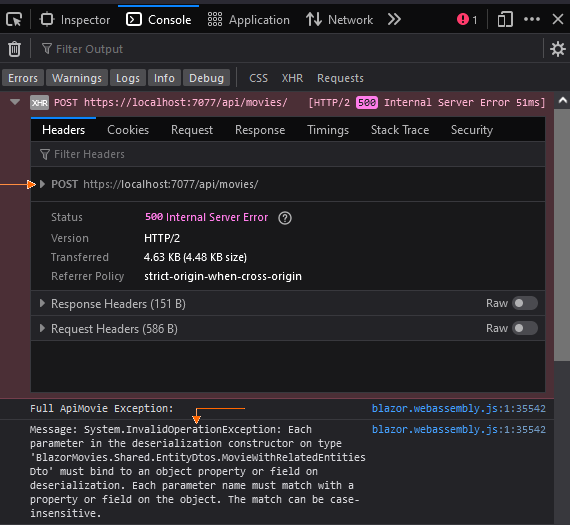 Inspector Console Application Network 1
Filter Output
Errors Warnings Logs Info Debug CSS XHR Requests
XHR POST https://localhost:7077/api/movies/ [HTTP/2 500 Internal Server Error 51ms]
Headers Cookies Request Response Timings Stack Trace Security
Filter Headers
POST https://localhost:7077/api/movies/
Status 500 Internal Server Error ?
Version HTTP/2
Transferred 4.63 KB (4.48 KB size)
Referrer Policy strict-origin-when-cross-origin
Response Headers (151 B) Raw
Request Headers (586 B) Raw
Full ApiMovie Exception: blazor.webassembly.js:1:35542
Message: System.InvalidOperationException: Each blazor.webassembly.js:1:35542
parameter in the deserialization constructor on type
'BlazorMovies.Shared.EntityDtos.MovieWithRelatedEntities
Dto' must bind to an object property or field on
deserialization. Each parameter name must match with a
property or field on the object. The match can be case-
insensitive.